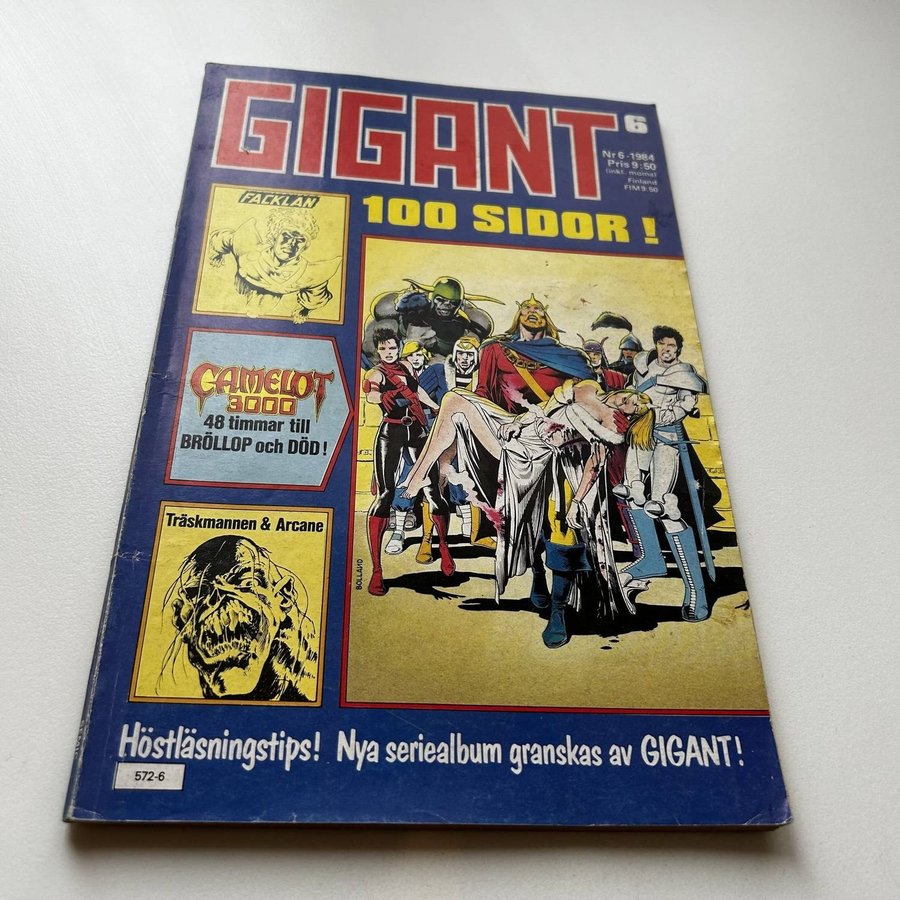 GIGANT 6
Nr 6-1984
Pris 9:50
(inkl. moms)
Finland
FIM 9:50
100 SIDOR!
FACKLAN
CAMELOT
3000
48 timmar till
BRÖLLOP och DÖD!
Träskmannen & Arcane
BOLLAND
Höstläsningstips! Nya seriealbum granskas av GIGANT!
572-6